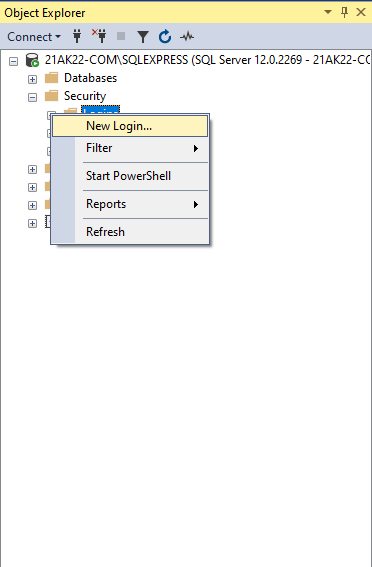 Object Explorer
Connect
21AK22-COM\SQLEXPRESS (SQL Server 12.0.2269 - 21AK22-CO
Databases
Security
New Login...
Filter
Start PowerShell
Reports
Refresh